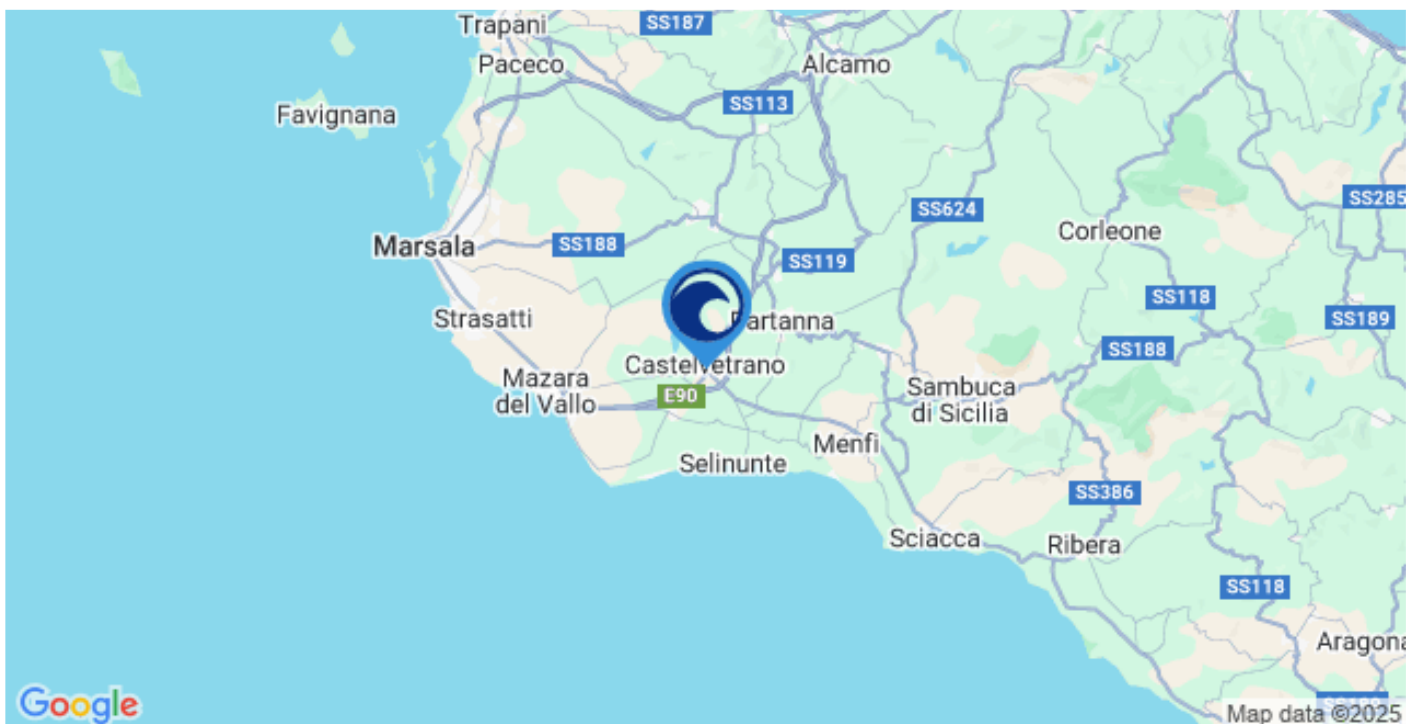 SS187
Trapani
Paceco
Alcamo
SS113
Favignana
SS285
SS624
Corleone
Marsala
SS188
SS119
SS118
Strasatti
Partanna
SS189
SS188
Castelvetrano
Mazara
del Vallo
E90
Sambuca
di Sicilia
Menfi
Selinunte
SS386
Sciacca
Ribera
SS118
Aragona
Google
Map data ©2025